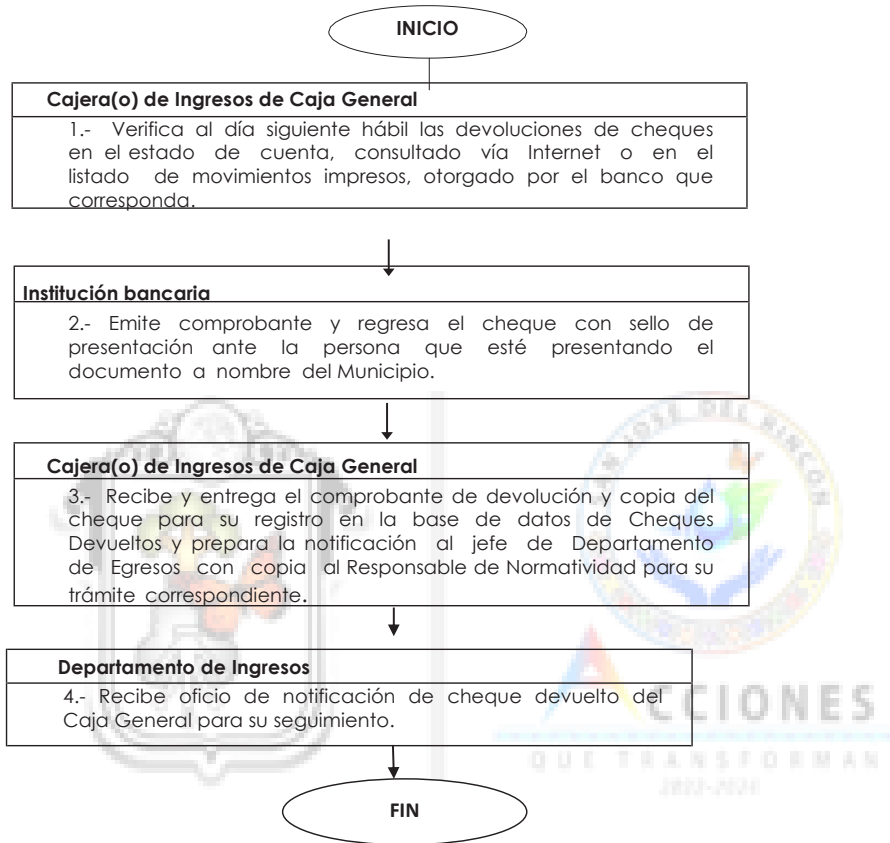 INICIO
Cajera(o) de Ingresos de Caja General
1.- Verifica al día siguiente hábil las devoluciones de cheques
en el estado de cuenta, consultado vía Internet o en el
listado de movimientos impresos, otorgado por el banco que
corresponda.
Institución bancaria
2.- Emite comprobante y regresa el cheque con sello de
presentación ante la persona que esté presentando el
documento a nombre del Municipio.
Cajera(o) de Ingresos de Caja General
3.- Recibe y entrega el comprobante de devolución y copia del
cheque para su registro en la base de datos de Cheques
Devueltos y prepara la notificación al jefe de Departamento
de Egresos con copia al Responsable de Normatividad para su
trámite correspondiente.
Departamento de Ingresos
4.- Recibe oficio de notificación de cheque devuelto del
Caja General para su seguimiento.
FIN
SAN JOSE DEL RINCON
ACCIONES
QUE TRANSFORMAN